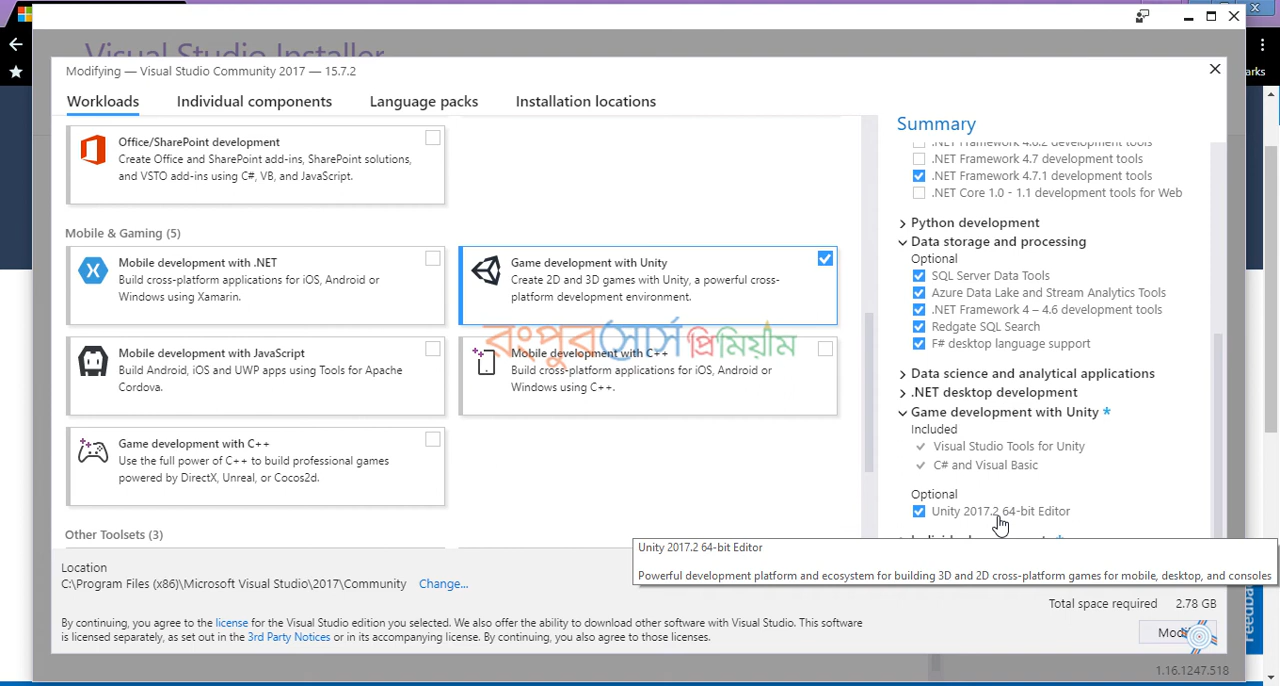 Visual Studio Installer
Modifying — Visual Studio Community 2017 — 15.7.2
Workloads Individual components Language packs Installation locations
Office/SharePoint development
Create Office and SharePoint add-ins, SharePoint solutions,
and VSTO add-ins using C#, VB, and JavaScript.
Mobile & Gaming (5)
Mobile development with .NET
Build cross-platform applications for iOS, Android or
Windows using Xamarin.
Game development with Unity
Create 2D and 3D games with Unity, a powerful cross-
platform development environment.
রংপুরসোর্স প্রিমিয়াম
Mobile development with JavaScript
Build Android, iOS and UWP apps using Tools for Apache
Cordova.
Mobile development with C++
Build cross-platform applications for iOS, Android or
Windows using C++.
Game development with C++
Use the full power of C++ to build professional games
powered by DirectX, Unreal, or Cocos2d.
Other Toolsets (3)
Summary
.NET Framework 4.6.2 development tools
.NET Framework 4.7 development tools
.NET Framework 4.7.1 development tools
.NET Core 1.0 - 1.1 development tools for Web
Python development
Data storage and processing
Optional
SQL Server Data Tools
Azure Data Lake and Stream Analytics Tools
.NET Framework 4 – 4.6 development tools
Redgate SQL Search
F# desktop language support
Data science and analytical applications
.NET desktop development
Game development with Unity *
Included
Visual Studio Tools for Unity
C# and Visual Basic
Optional
Unity 2017.2 64-bit Editor
Unity 2017.2 64-bit Editor
Powerful development platform and ecosystem for building 3D and 2D cross-platform games for mobile, desktop, and consoles
Location
C:\Program Files (x86)\Microsoft Visual Studio\2017\Community Change...
By continuing, you agree to the license for the Visual Studio edition you selected. We also offer the ability to download other software with Visual Studio. This software
is licensed separately, as set out in the 3rd Party Notices or in its accompanying license. By continuing, you also agree to those licenses.
Total space required 2.78 GB
1.16.1247.518